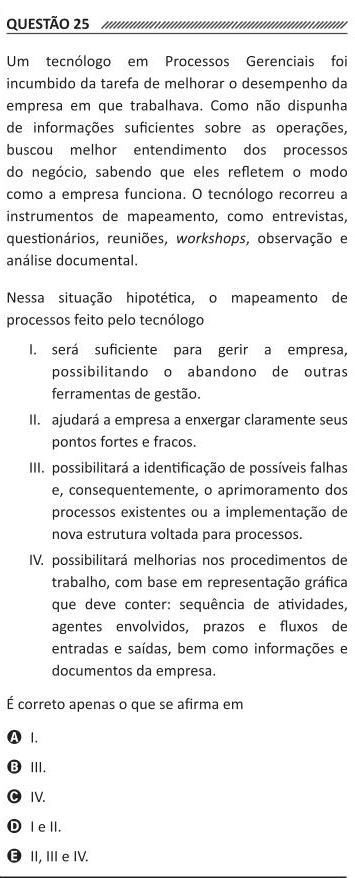 QUESTÃO 25
Um tecnólogo em Processos Gerenciais foi
incumbido da tarefa de melhorar o desempenho da
empresa em que trabalhava. Como não dispunha
de informações suficientes sobre as operações,
buscou melhor entendimento dos processos
do negócio, sabendo que eles refletem o modo
como a empresa funciona. O tecnólogo recorreu a
instrumentos de mapeamento, como entrevistas,
questionários, reuniões, workshops, observação e
análise documental.
Nessa situação hipotética, o mapeamento de
processos feito pelo tecnólogo
I. será suficiente para gerir a empresa,
possibilitando o abandono de outras
ferramentas de gestão.
II. ajudará a empresa a enxergar claramente seus
pontos fortes e fracos.
III. possibilitará a identificação de possíveis falhas
e, consequentemente, o aprimoramento dos
processos existentes ou a implementação de
nova estrutura voltada para processos.
IV. possibilitará melhorias nos procedimentos de
trabalho, com base em representação gráfica
que deve conter: sequência de atividades,
agentes envolvidos, prazos e fluxos de
entradas e saídas, bem como informações e
documentos da empresa.
É correto apenas o que se afirma em
A I.
B III.
C IV.
D I e II.
E II, III e IV.